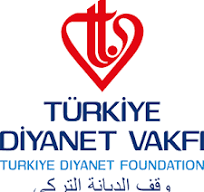 TÜRKİYE
DİYANET VAKFI
TURKIYE DIYANET FOUNDATION
وقف الديانة التركي